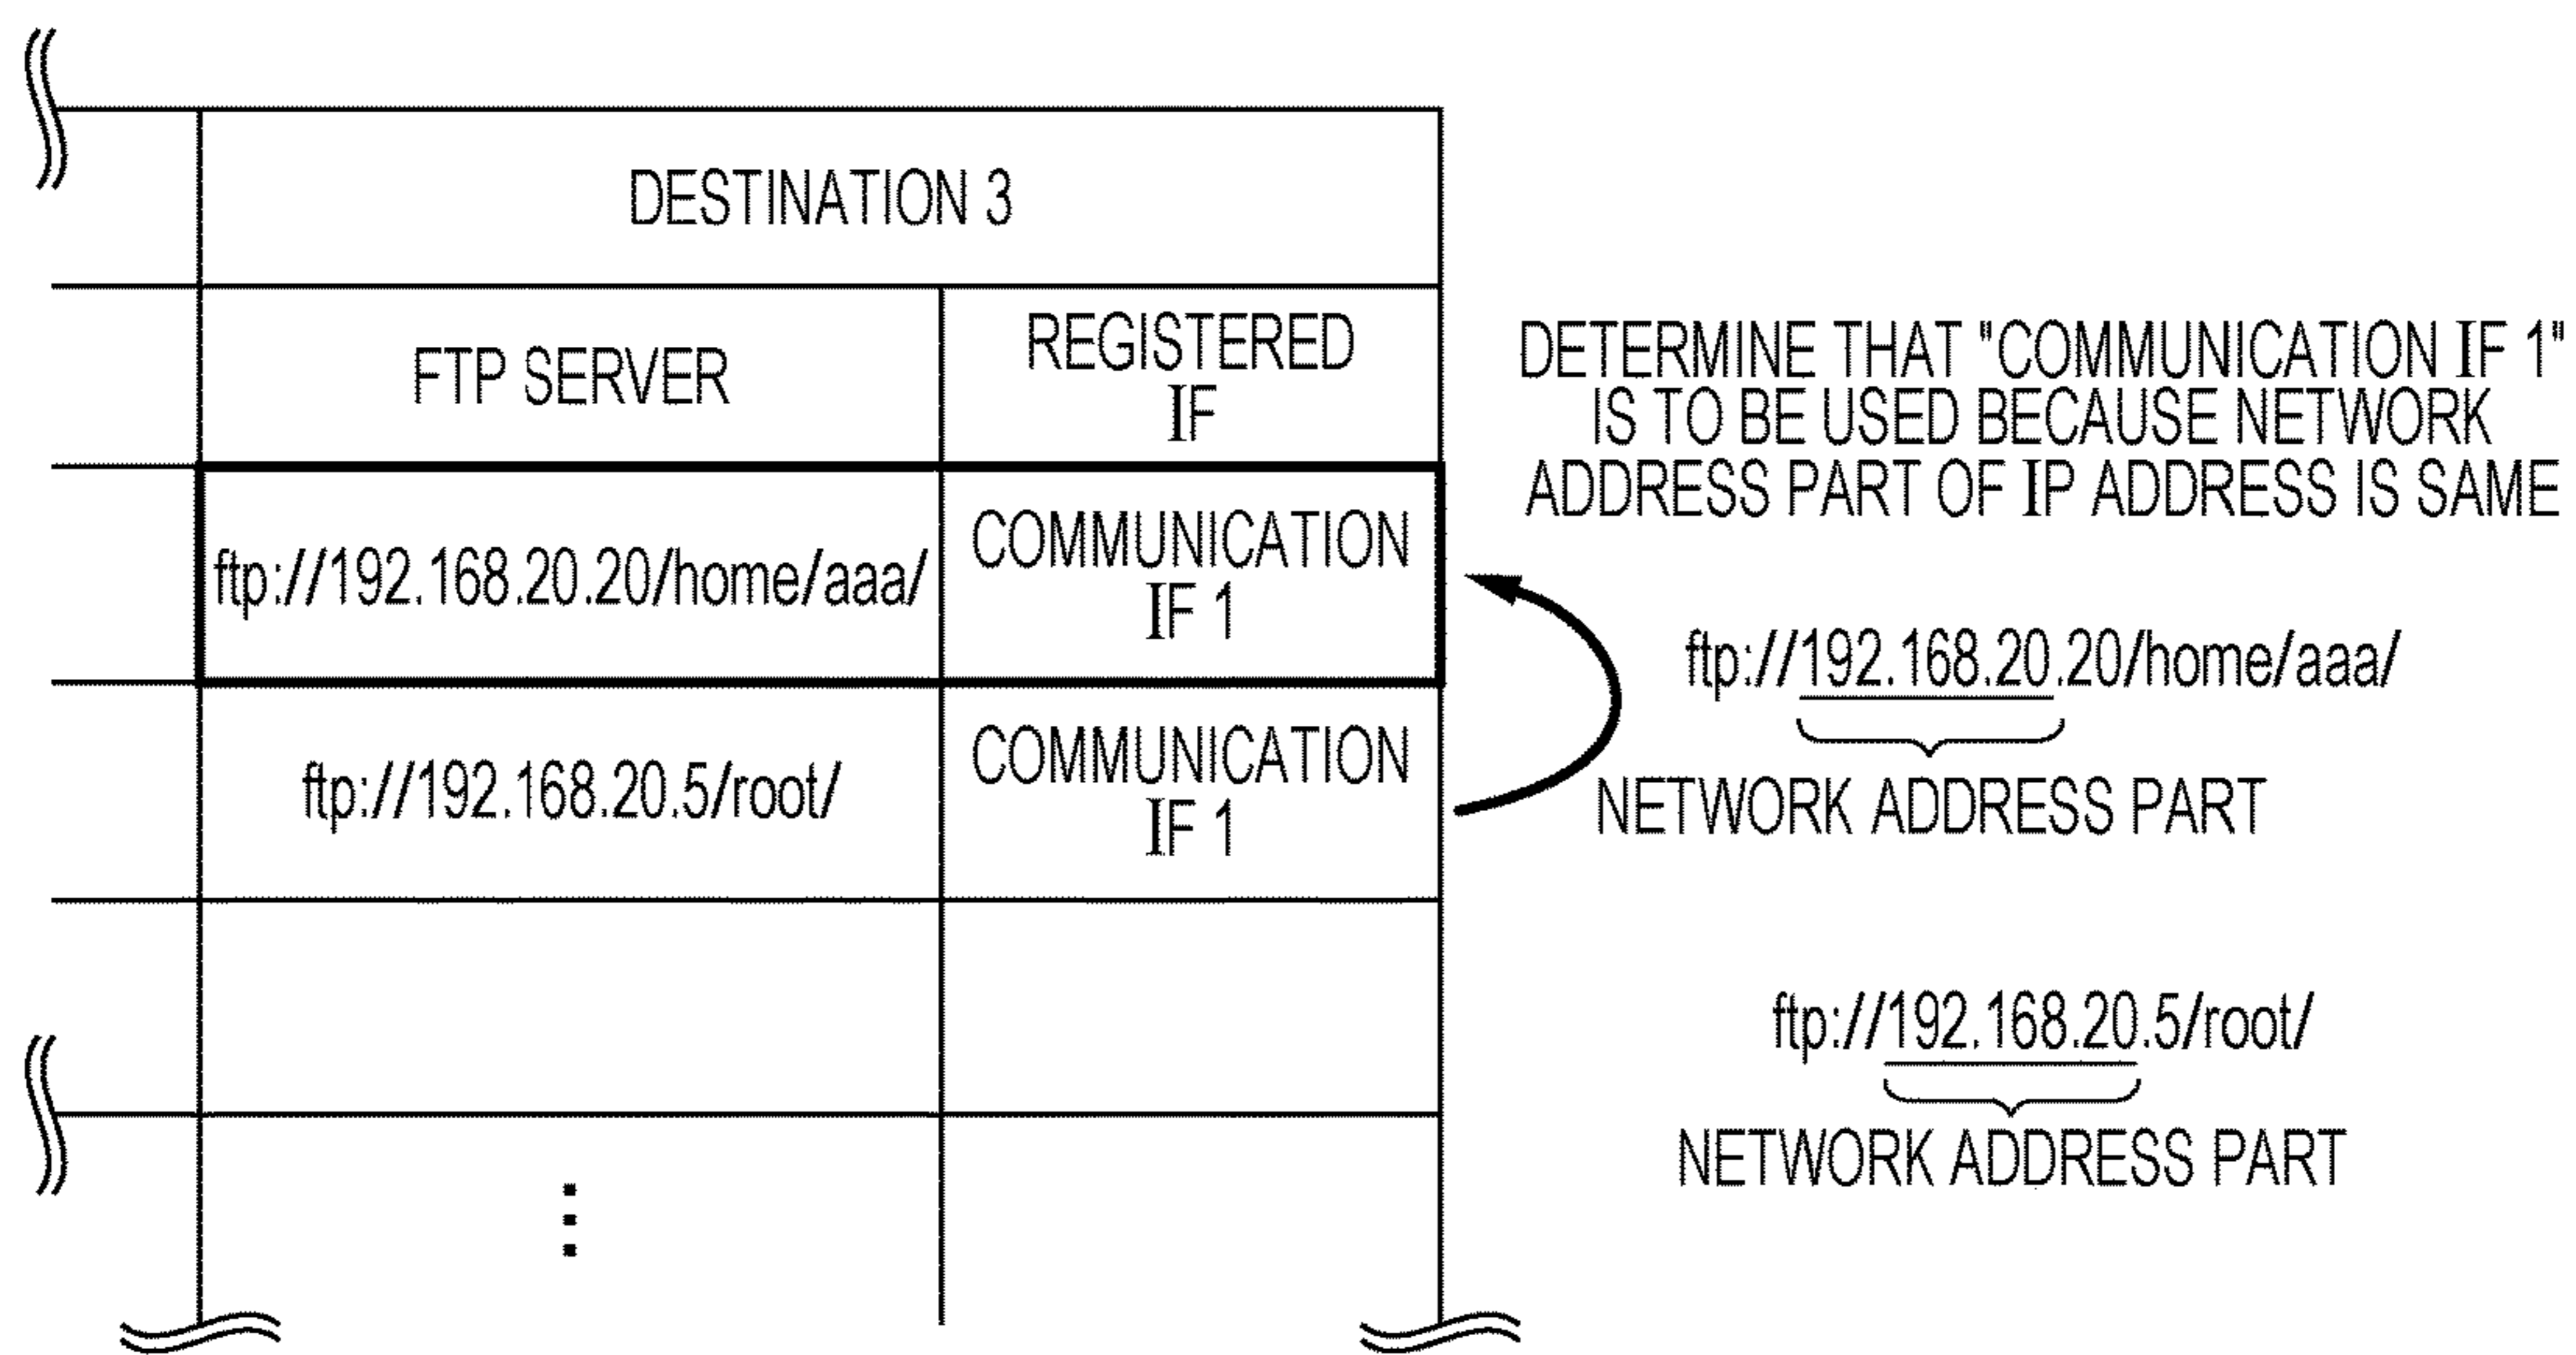 DESTINATION 3
FTP SERVER
REGISTERED
IF
ftp://192.168.20.20/home/aaa/
COMMUNICATION
IF 1
ftp://192.168.20.5/root/
COMMUNICATION
IF 1
DETERMINE THAT "COMMUNICATION IF 1"
IS TO BE USED BECAUSE NETWORK
ADDRESS PART OF IP ADDRESS IS SAME
ftp://192.168.20.20/home/aaa/
NETWORK ADDRESS PART
ftp://192.168.20.5/root/
NETWORK ADDRESS PART